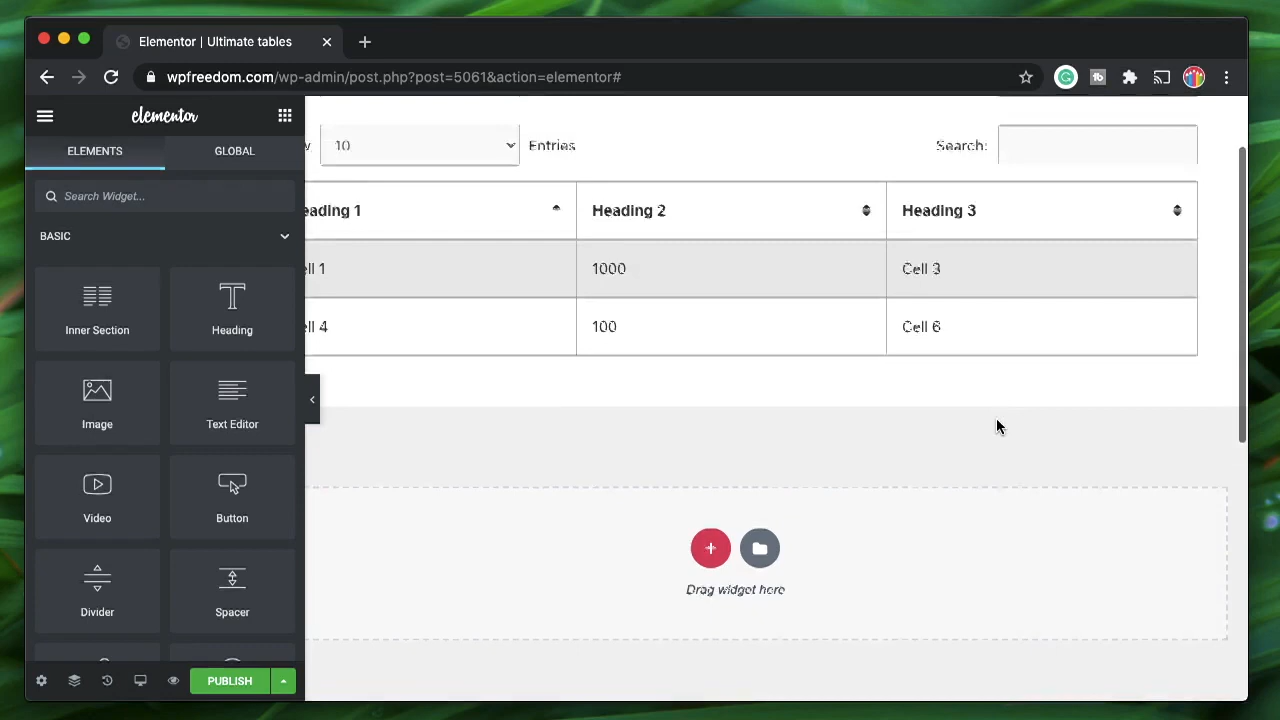 Elementor | Ultimate tables
wpfreedom.com/wp-admin/post.php?post=5061&action=elementor#
elementor
ELEMENTS GLOBAL
Search Widget...
BASIC
Inner Section Heading
Image Text Editor
Video Button
Divider Spacer
PUBLISH
10 Entries Search:
eading 1 Heading 2 Heading 3
ell 1 1000 Cell 3
ell 4 100 Cell 6
Drag widget here